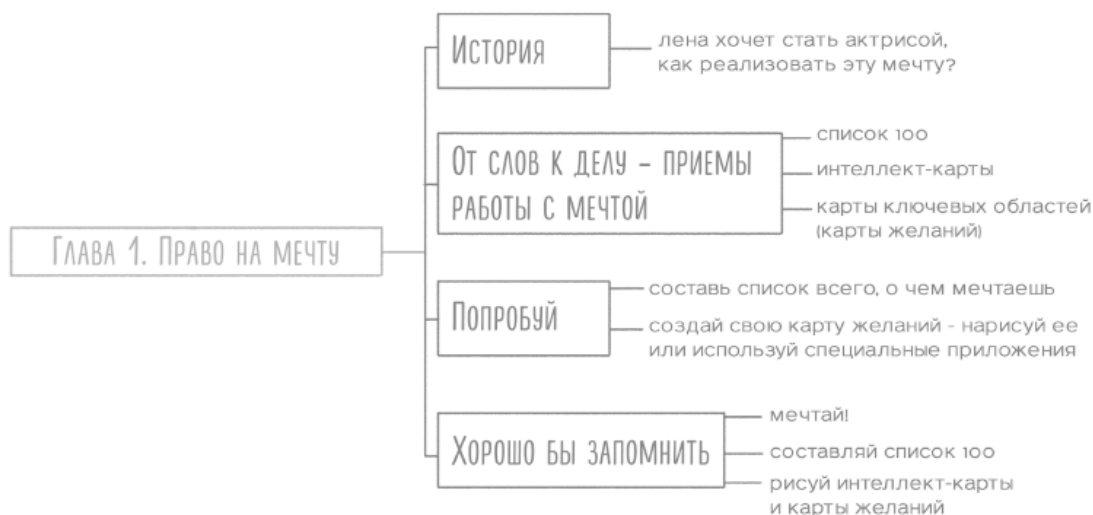 Глава 1. Право на мечту
История
лена хочет стать актрисой,
как реализовать эту мечту?
От слов к делу – приемы
работы с мечтой
список 100
интеллект-карты
карты ключевых областей
(карты желаний)
Попробуй
составь список всего, о чем мечтаешь
создай свою карту желаний - нарисуй ее
или используй специальные приложения
Хорошо бы запомнить
мечтай!
составляй список 100
рисуй интеллект-карты
и карты желаний